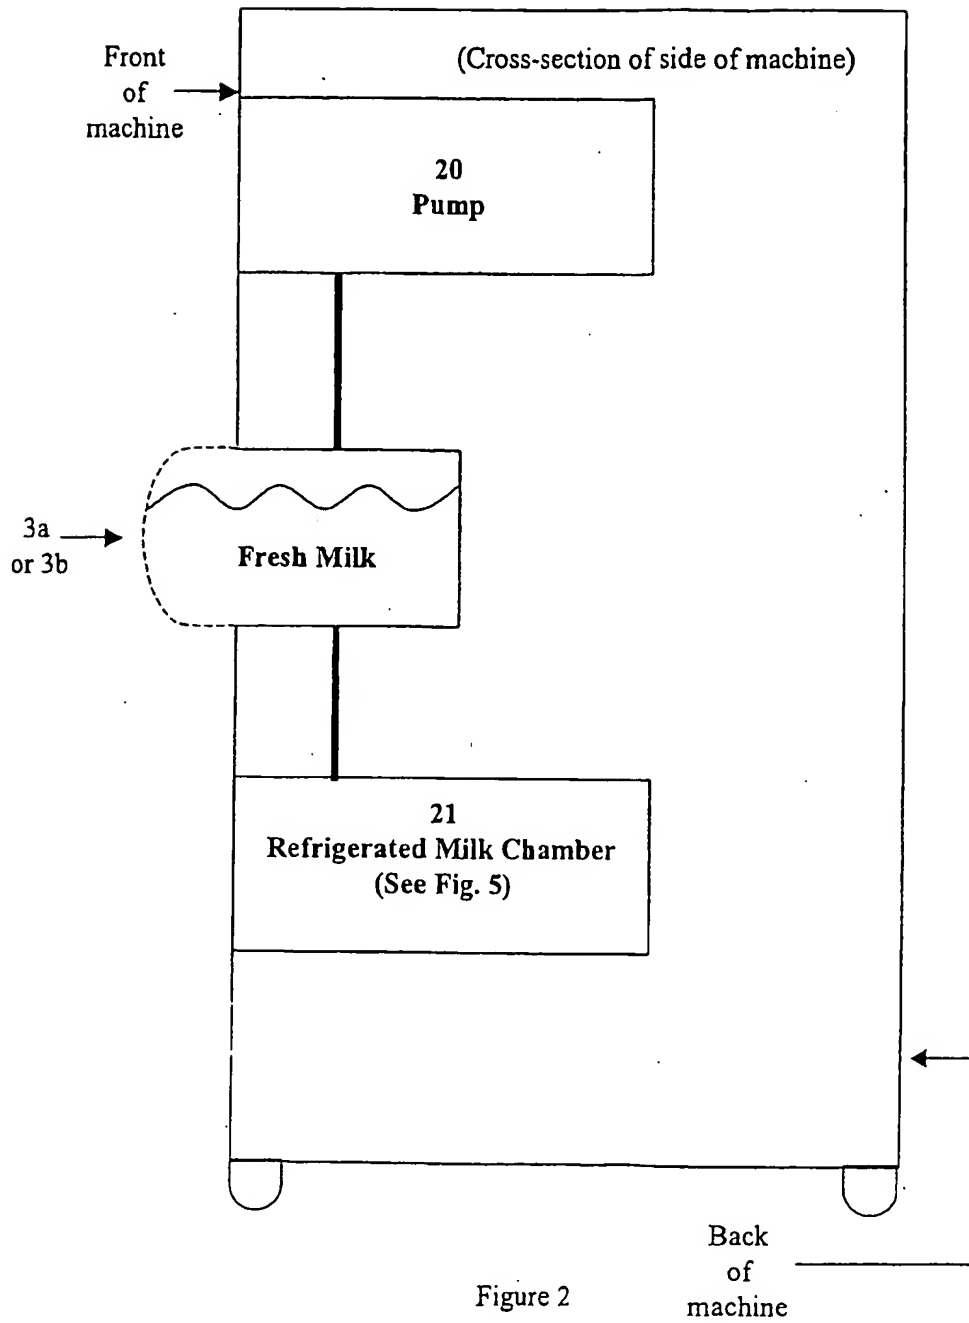 Front
of
machine
(Cross-section of side of machine)
20
Pump
3a
or 3b
Fresh Milk
21
Refrigerated Milk Chamber
(See Fig. 5)
Back
of
machine
Figure 2